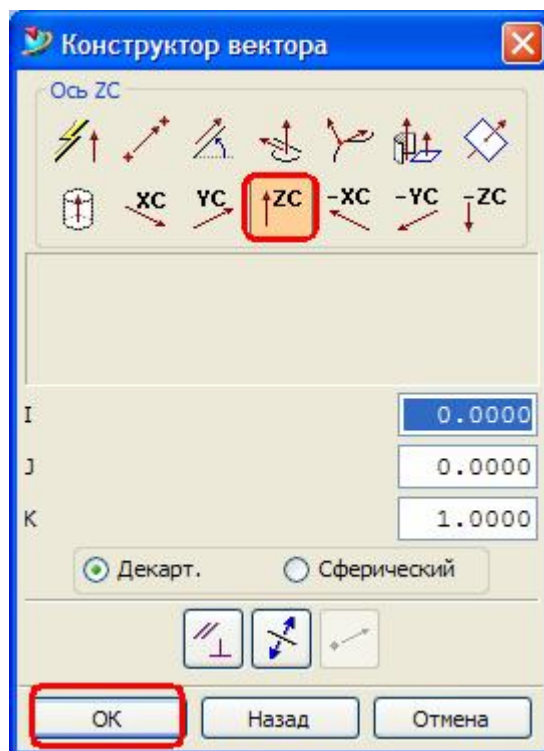 Конструктор вектора
Ось ZC
XC YC ZC -XC -YC -ZC
I 0.0000
J 0.0000
K 1.0000
Декарт. Сферический
OK Назад Отмена